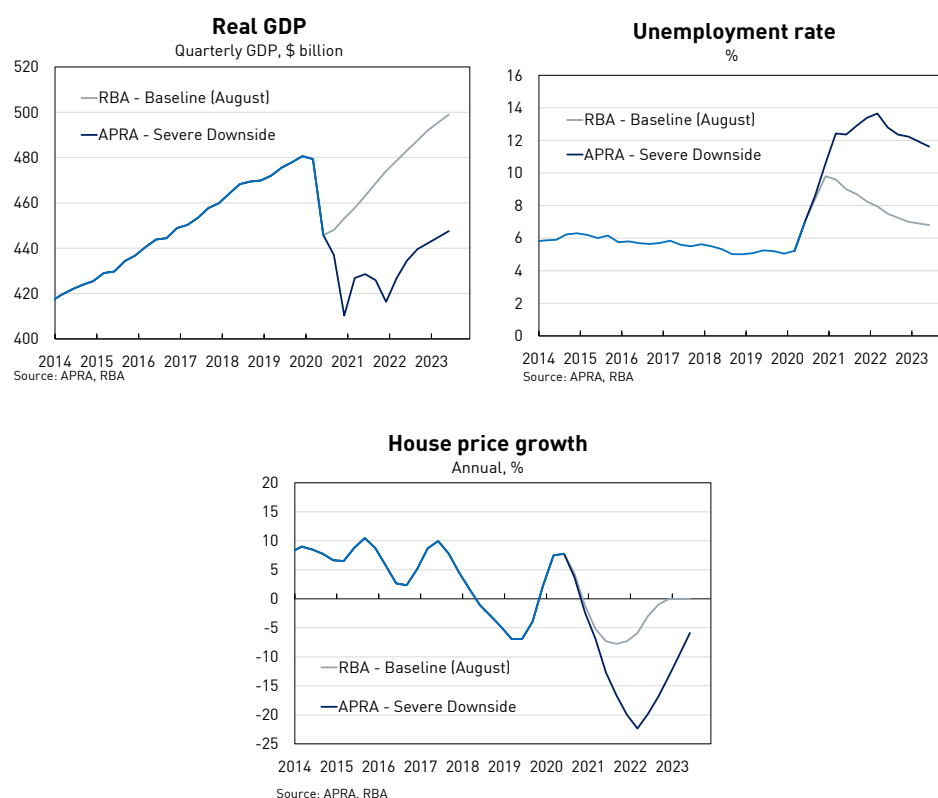 Real GDP
Quarterly GDP, $ billion
520
500
480
460
440
420
400
RBA - Baseline (August)
APRA - Severe Downside
2014 2015 2016 2017 2018 2019 2020 2021 2022 2023
Source: APRA, RBA
Unemployment rate
%
16
14
12
10
8
6
4
2
0
RBA - Baseline (August)
APRA - Severe Downside
2014 2015 2016 2017 2018 2019 2020 2021 2022 2023
Source: APRA, RBA
House price growth
Annual, %
20
15
10
5
0
-5
-10
-15
-20
-25
RBA - Baseline (August)
APRA - Severe Downside
2014 2015 2016 2017 2018 2019 2020 2021 2022 2023
Source: APRA, RBA